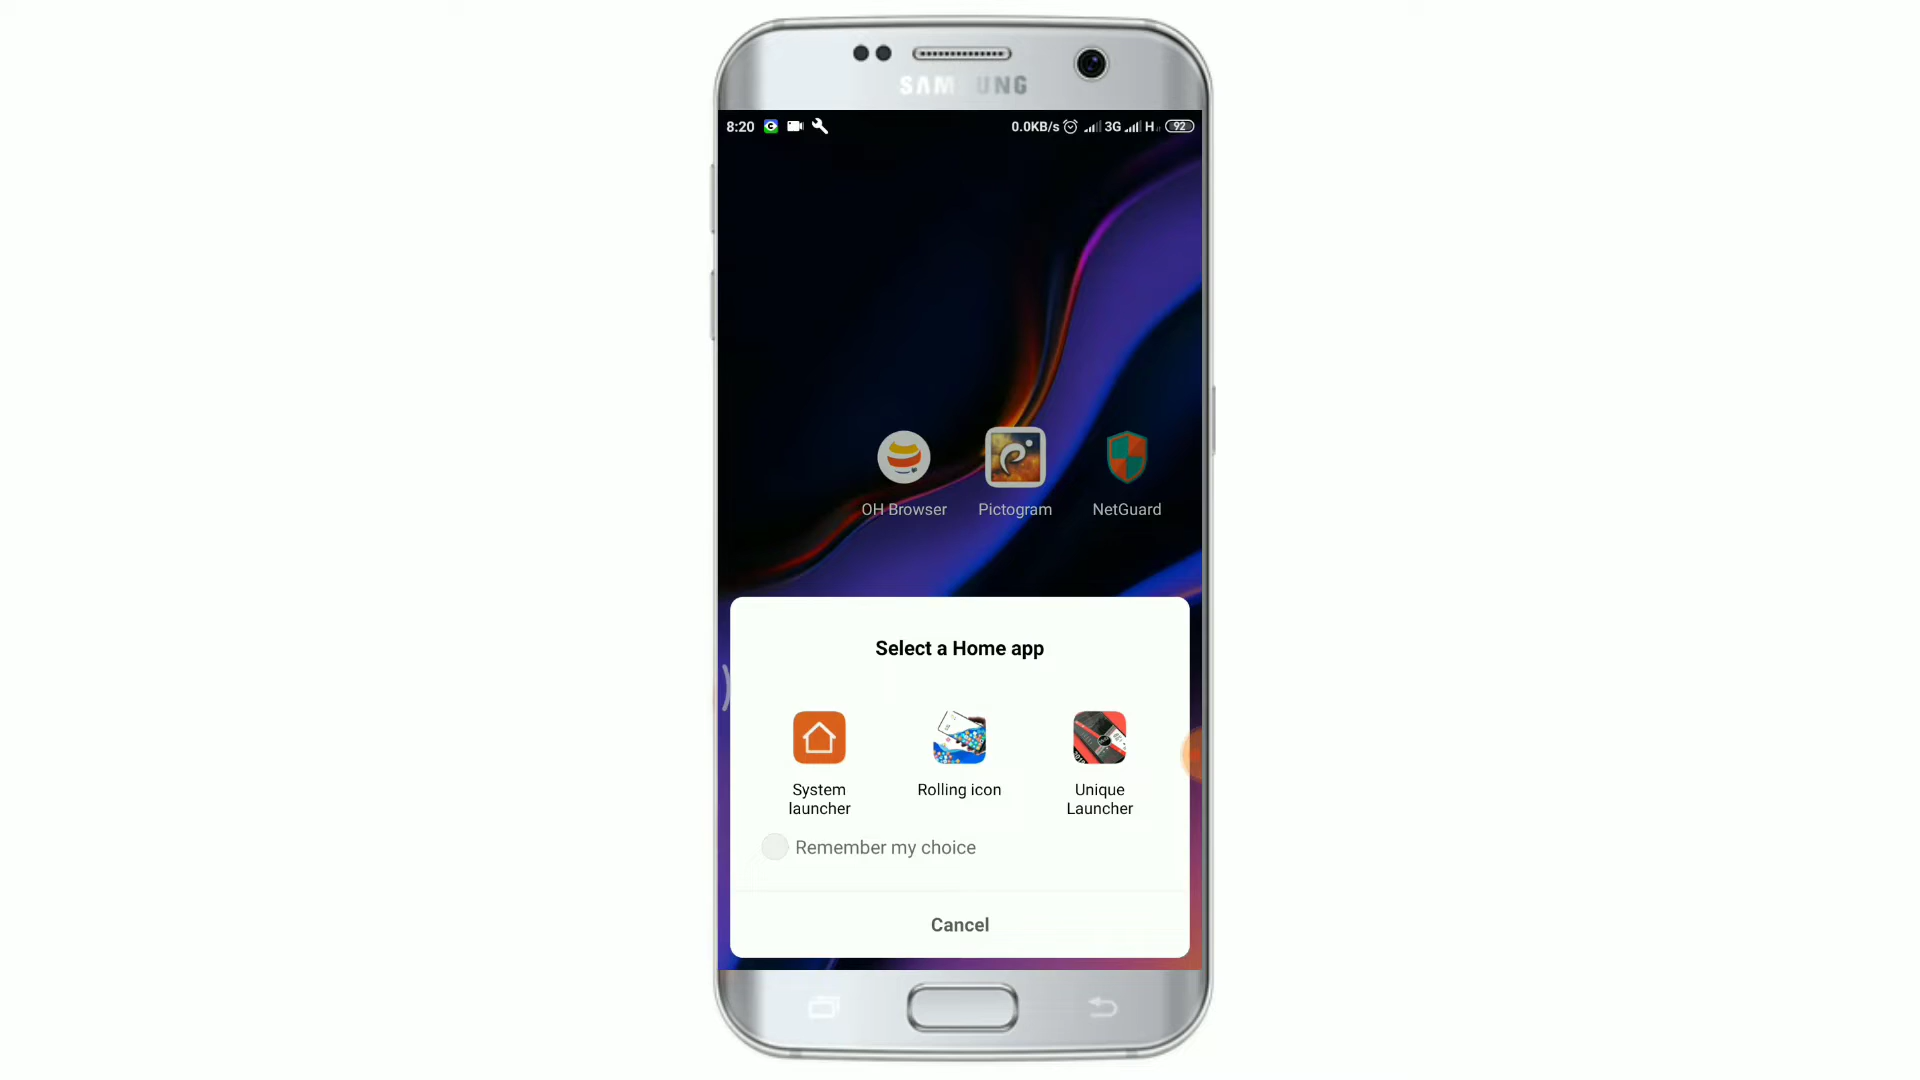 SAMSUNG
8:20 0.0KB/s 3G H 92
OH Browser Pictogram NetGuard
Select a Home app
System launcher
Rolling icon
Unique Launcher
Remember my choice
Cancel